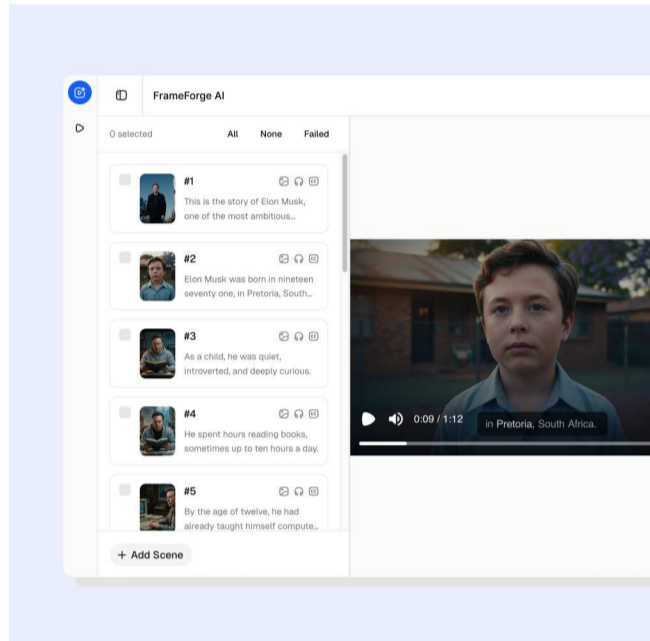 FrameForge AI
0 selected
All
None
Failed
#1
This is the story of Elon Musk,
one of the most ambitious...
#2
Elon Musk was born in nineteen
seventy one, in Pretoria, South...
#3
As a child, he was quiet,
introverted, and deeply curious.
#4
He spent hours reading books,
sometimes up to ten hours a day.
#5
By the age of twelve, he had
already taught himself compute...
+ Add Scene
0:09 / 1:12
in Pretoria, South Africa.